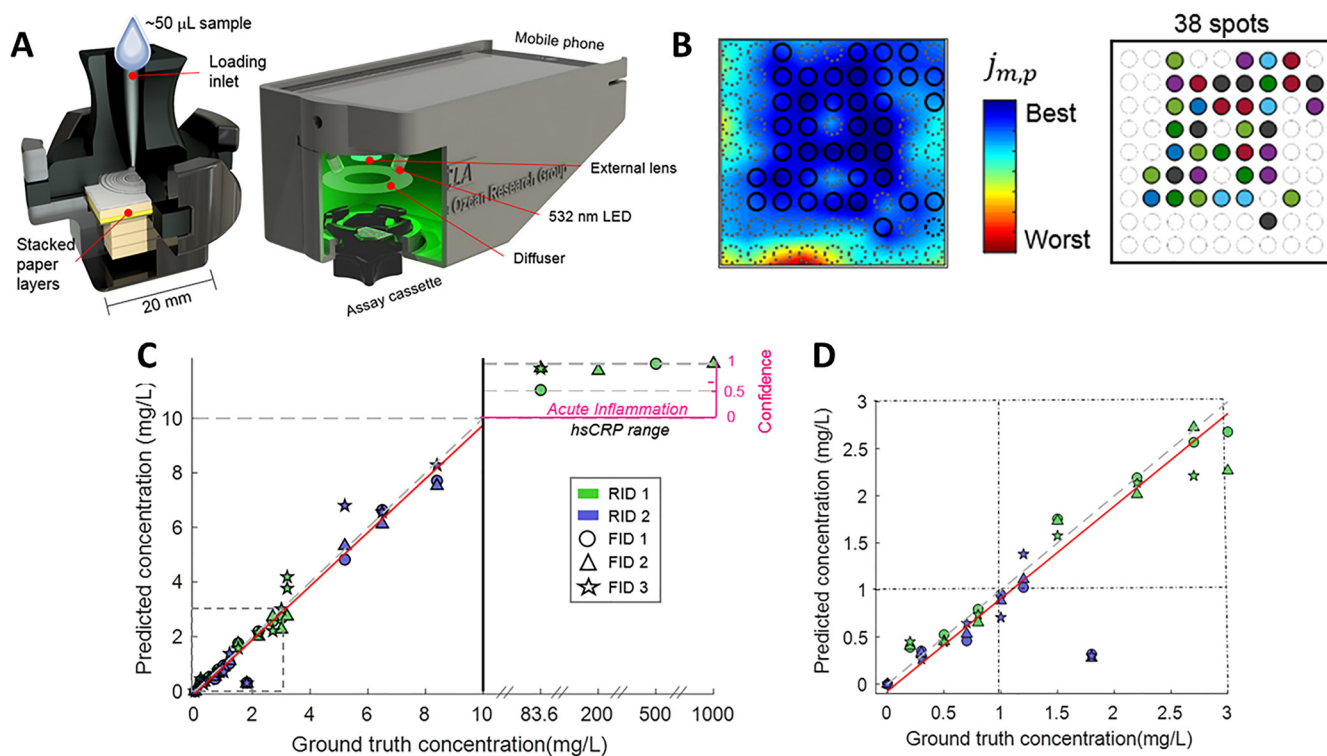 A
~50 μL sample
Loading
inlet
Stacked
paper
layers
20 mm
Mobile phone
External lens
532 nm LED
Diffuser
Assay cassette
Ozcan Research Group
B
j_{m,p}
Best
Worst
38 spots
C
Predicted concentration (mg/L)
10
8
6
4
2
0
0
2
4
6
8
10
83.6
200
500
1000
Ground truth concentration(mg/L)
1
0.5
0
Confidence
Acute Inflammation
hsCRP range
RID 1
RID 2
FID 1
FID 2
FID 3
D
Predicted concentration (mg/L)
3
2.5
2
1.5
1
0.5
0
0
0.5
1
1.5
2
2.5
3
Ground truth concentration(mg/L)